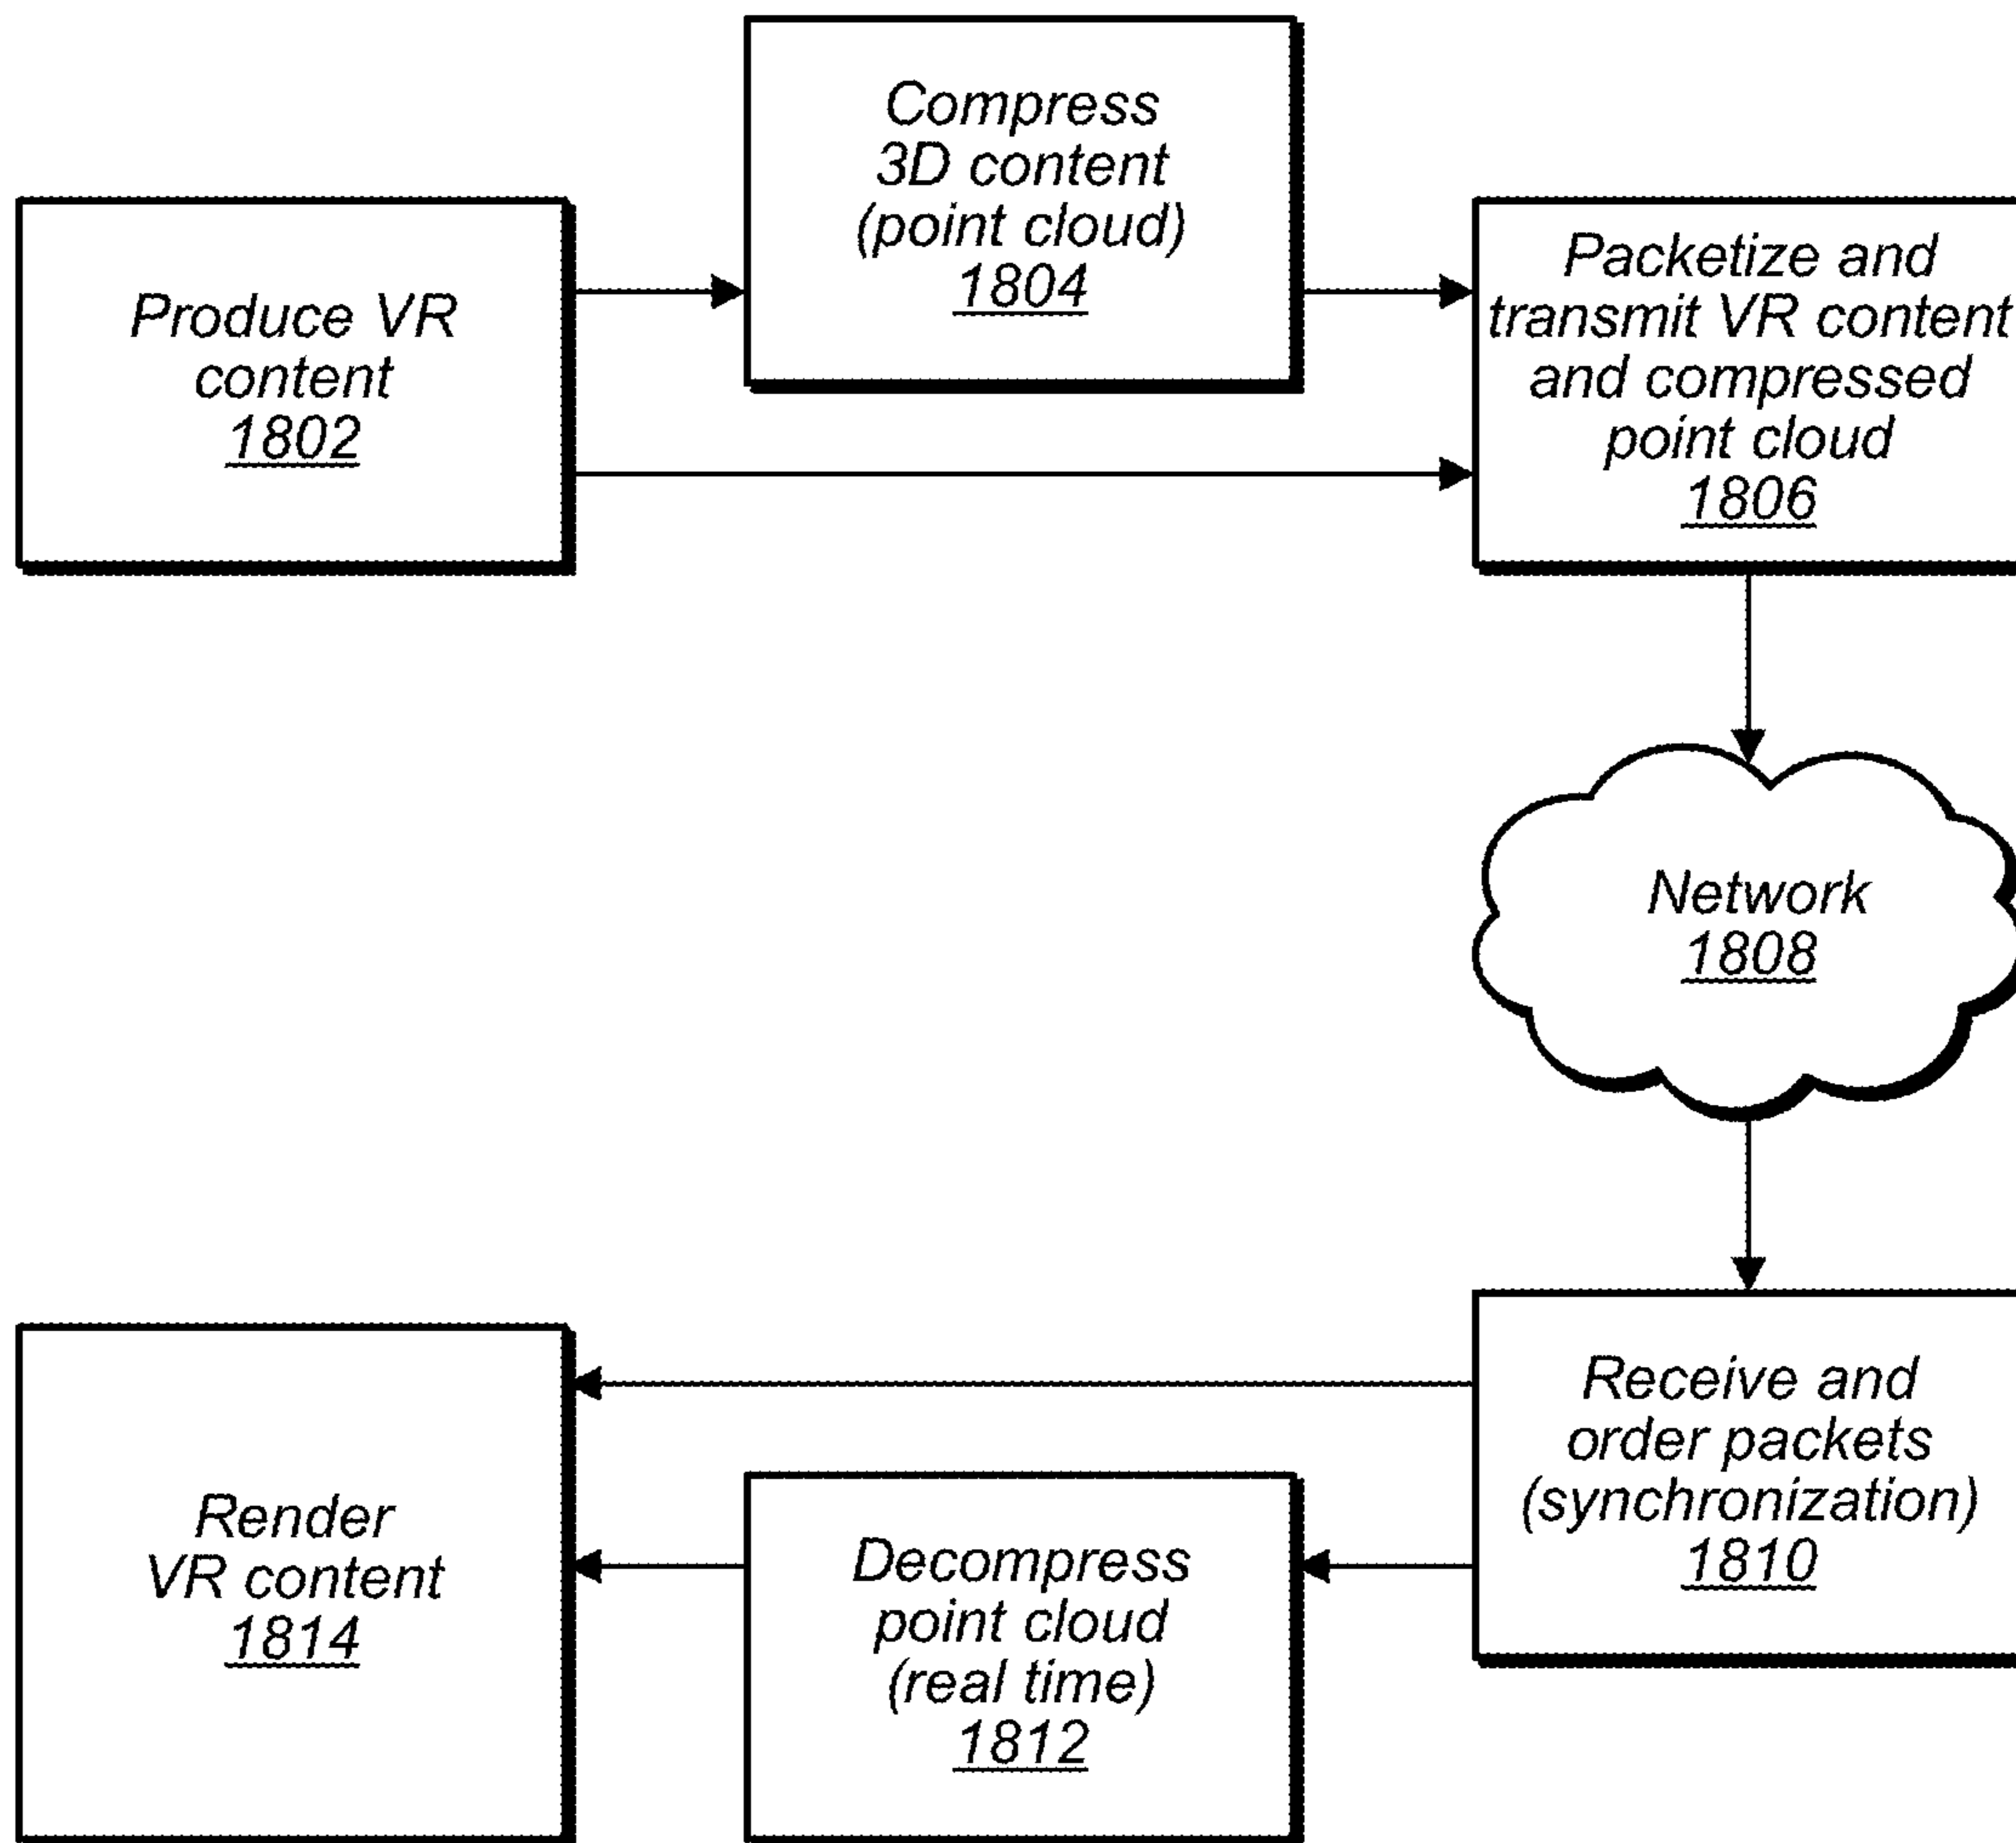 Compress
3D content
(point cloud)
1804
Produce VR
content
1802
Packetize and
transmit VR content
and compressed
point cloud
1806
Network
1808
Receive and
order packets
(synchronization)
1810
Decompress
point cloud
(real time)
1812
Render
VR content
1814